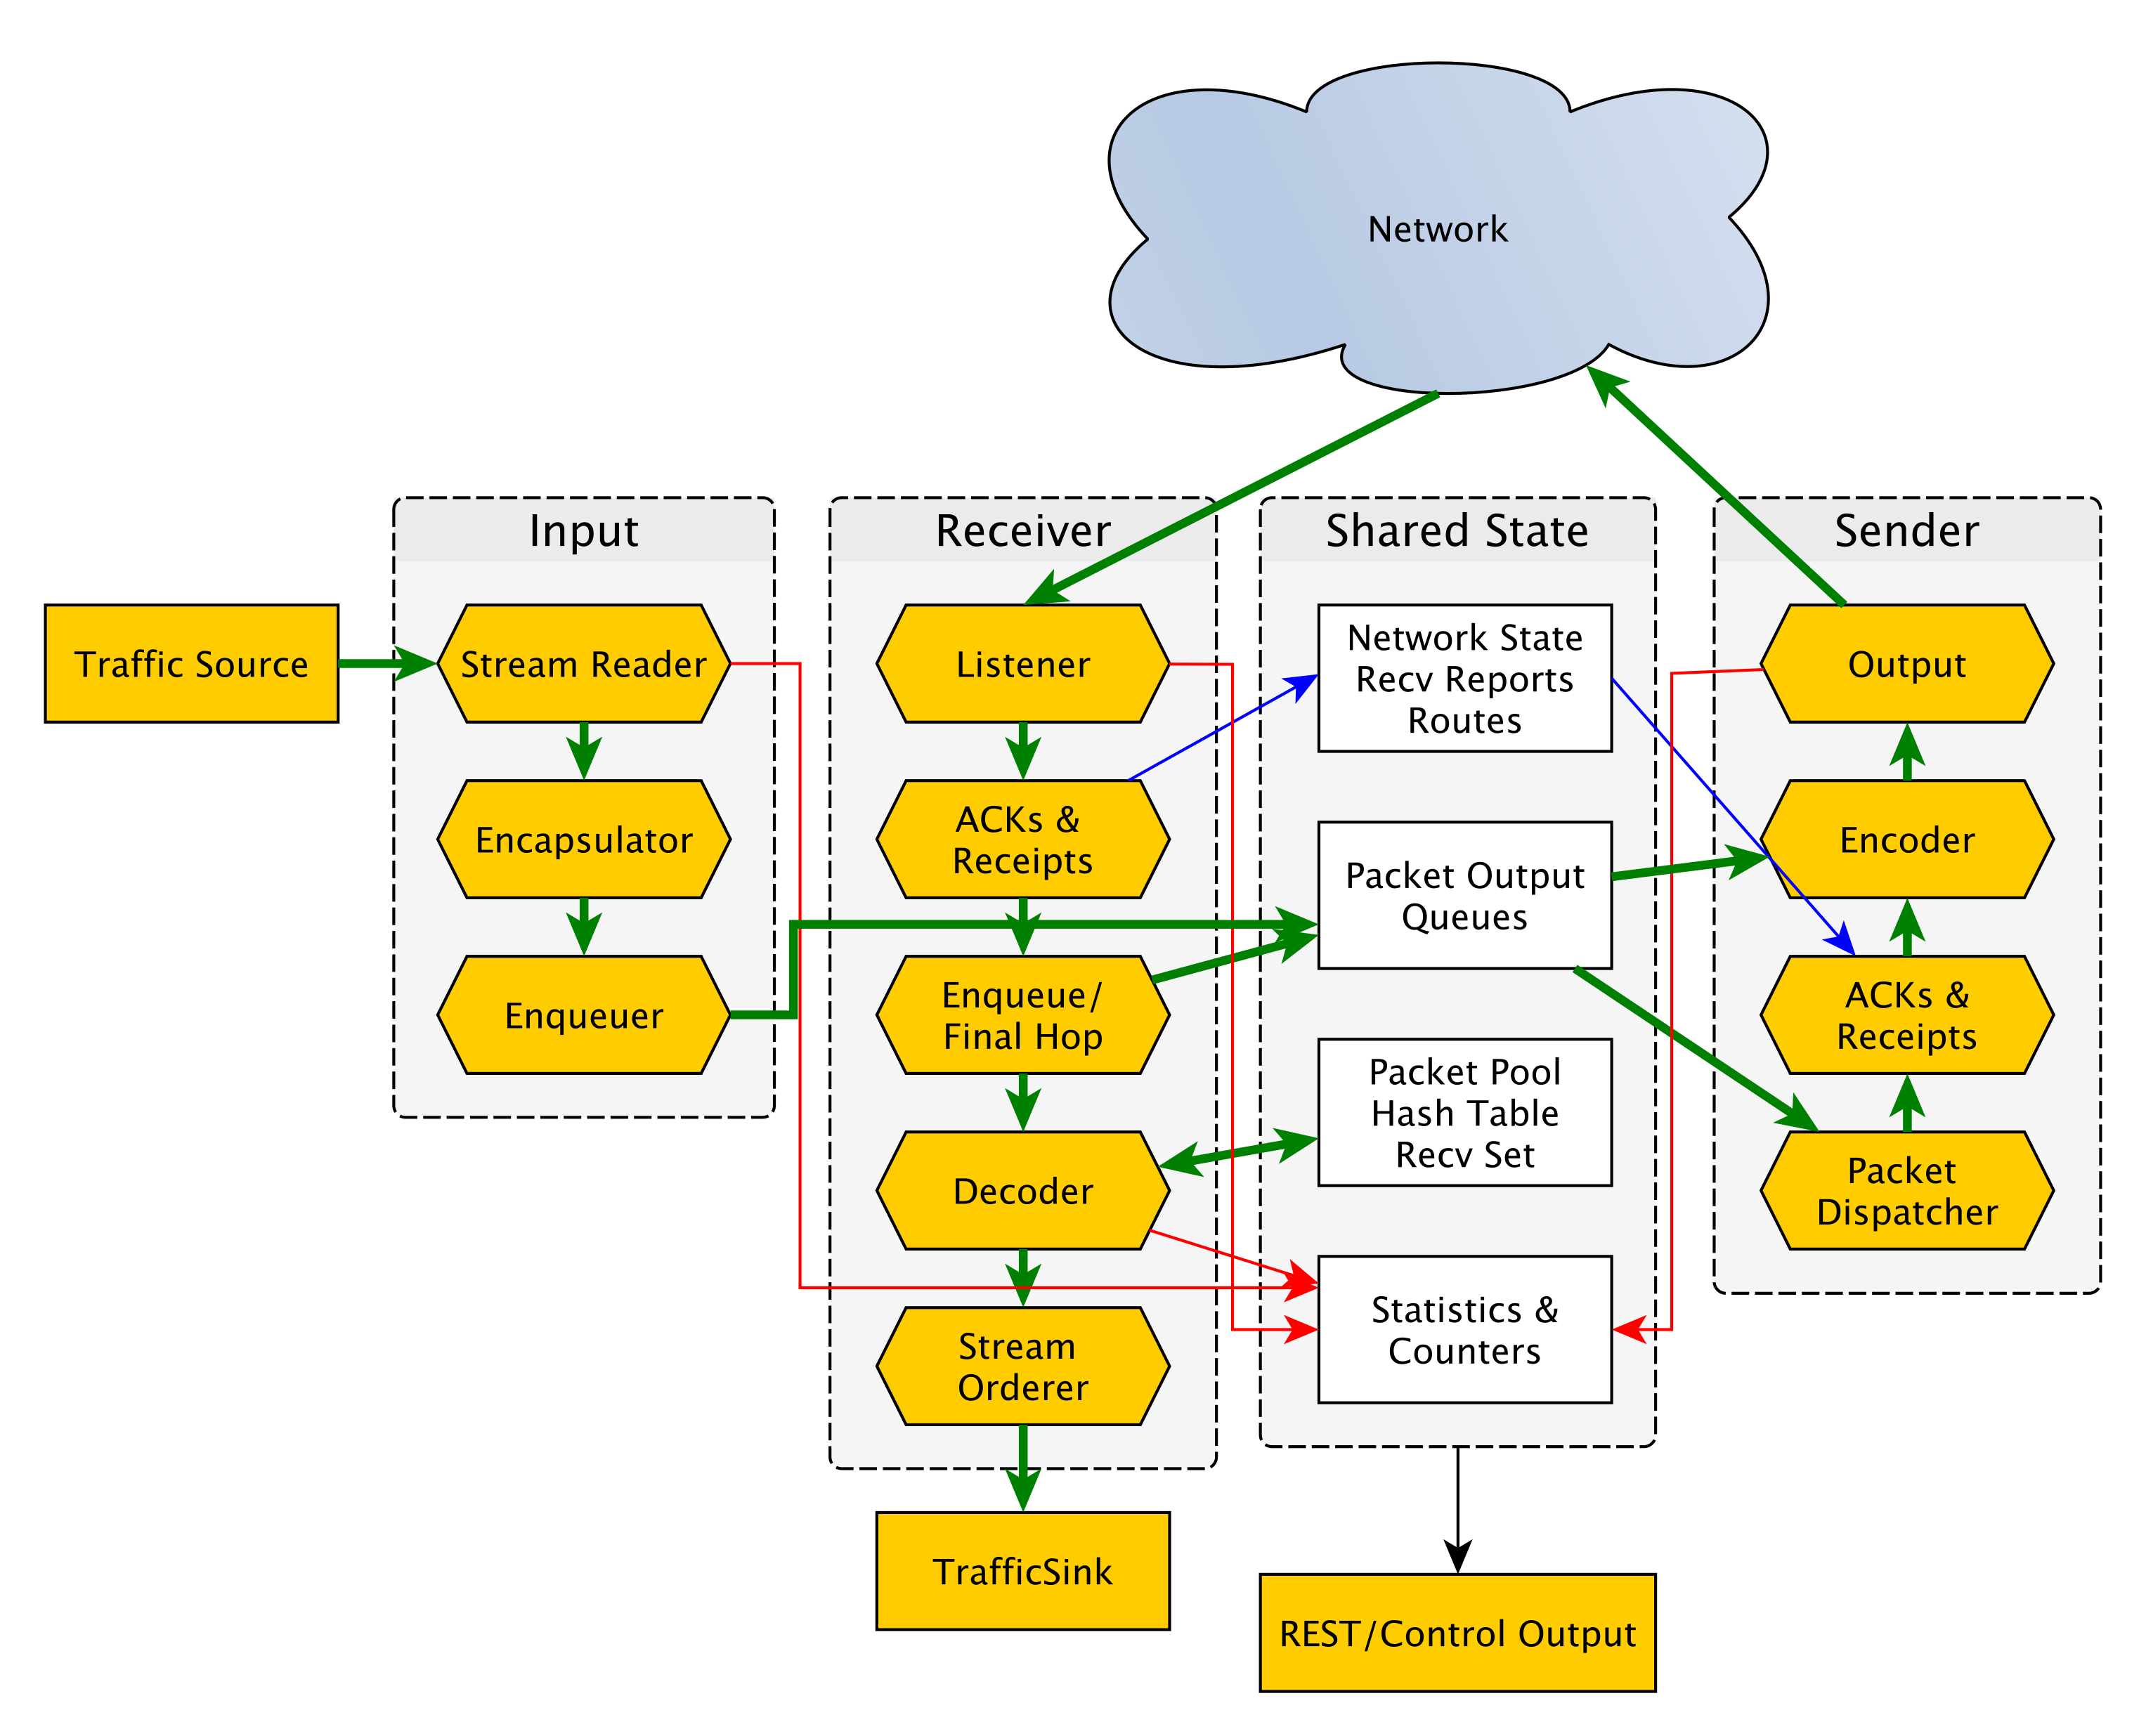 Network
Input
Receiver
Shared State
Sender
Traffic Source
Stream Reader
Encapsulator
Enqueuer
Listener
ACKs &
Receipts
Enqueue/
Final Hop
Decoder
Stream
Orderer
TrafficSink
Network State
Recv Reports
Routes
Packet Output
Queues
Packet Pool
Hash Table
Recv Set
Statistics &
Counters
REST/Control Output
Output
Encoder
ACKs &
Receipts
Packet
Dispatcher